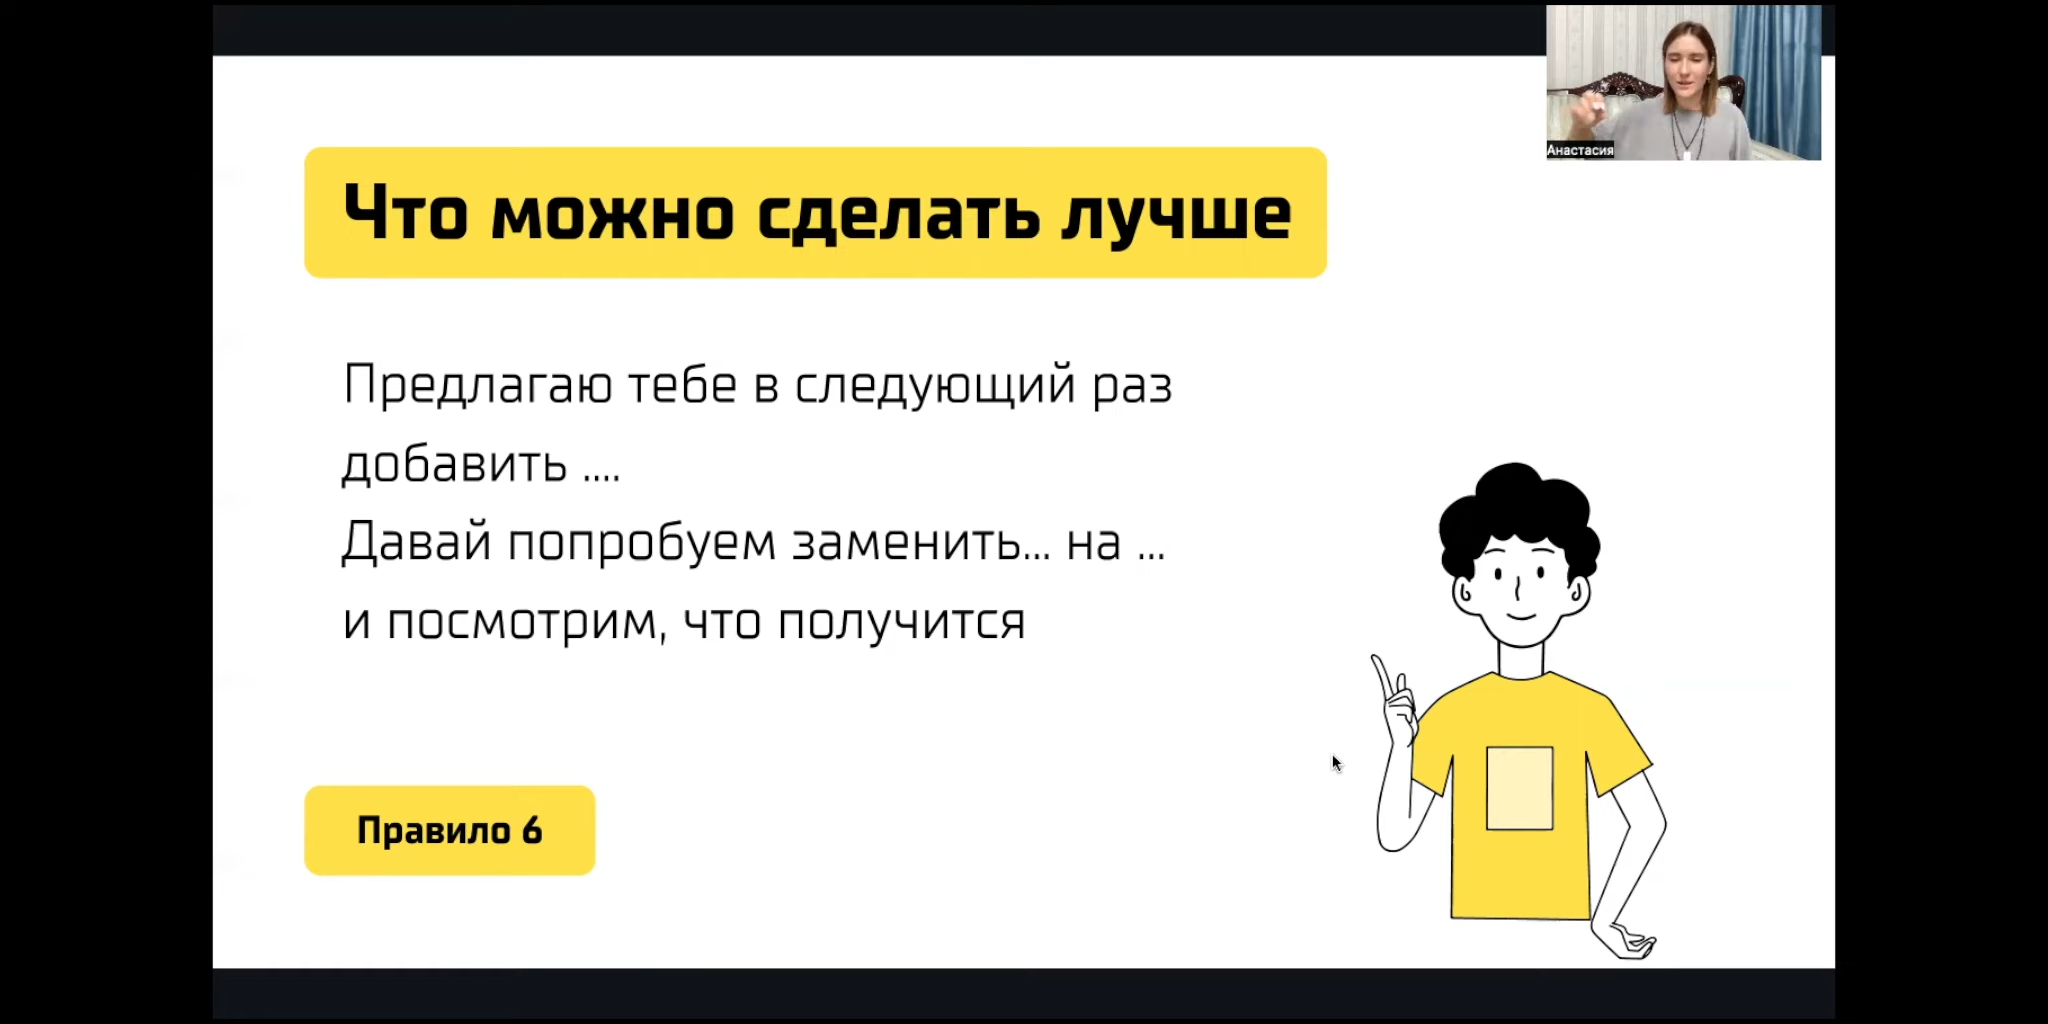 Анастасия
Что можно сделать лучше
Предлагаю тебе в следующий раз
добавить ....
Давай попробуем заменить... на ...
и посмотрим, что получится
Правило 6